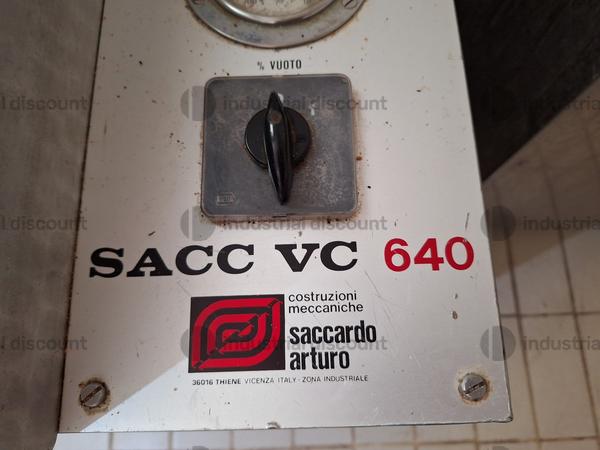 % VUOTO
industrial discount
SACC VC 640
costruzioni
meccaniche
saccardo
arturo
36016 THIENE VICENZA ITALY - ZONA INDUSTRIALE